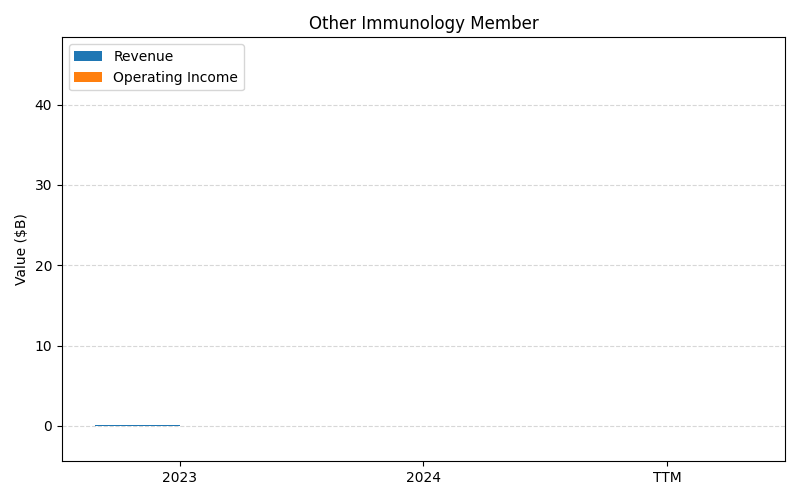 Other Immunology Member
Revenue
Operating Income
Value ($B)
40
30
20
10
0
2023
2024
TTM